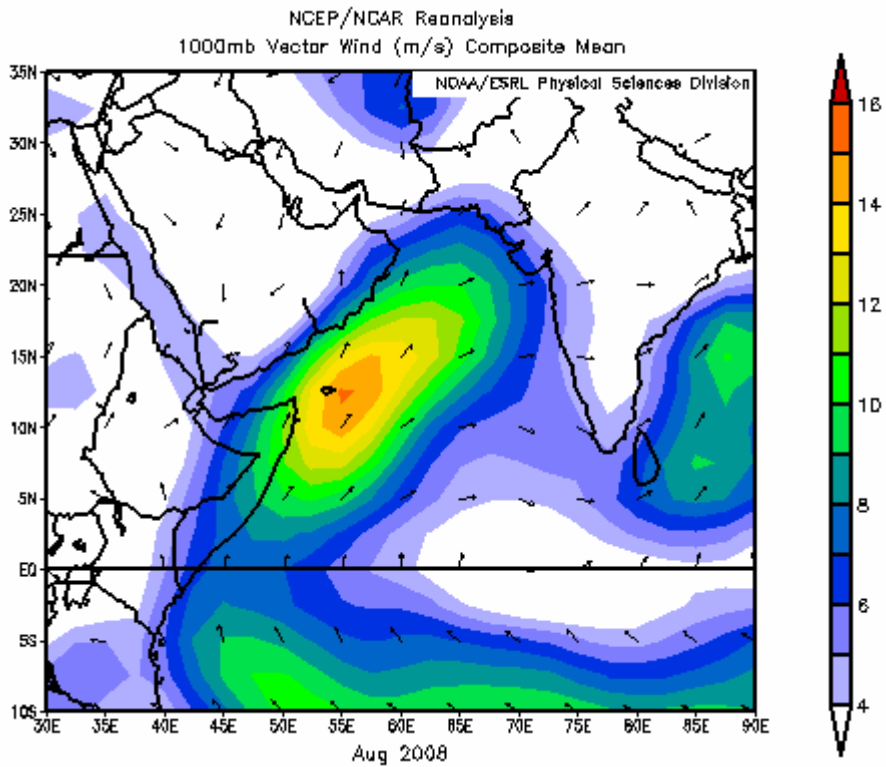 NCEP/NCAR Reanalysis
1000mb Vector Wind (m/s) Composite Mean
NOAA/ESRL Physical Sciences Division
35N
30N
25N
20N
15N
10N
5N
EQ
5S
10S
30E 35E 40E 45E 50E 55E 60E 65E 70E 75E 80E 85E 90E
Aug 2008
16
14
12
10
8
6
4